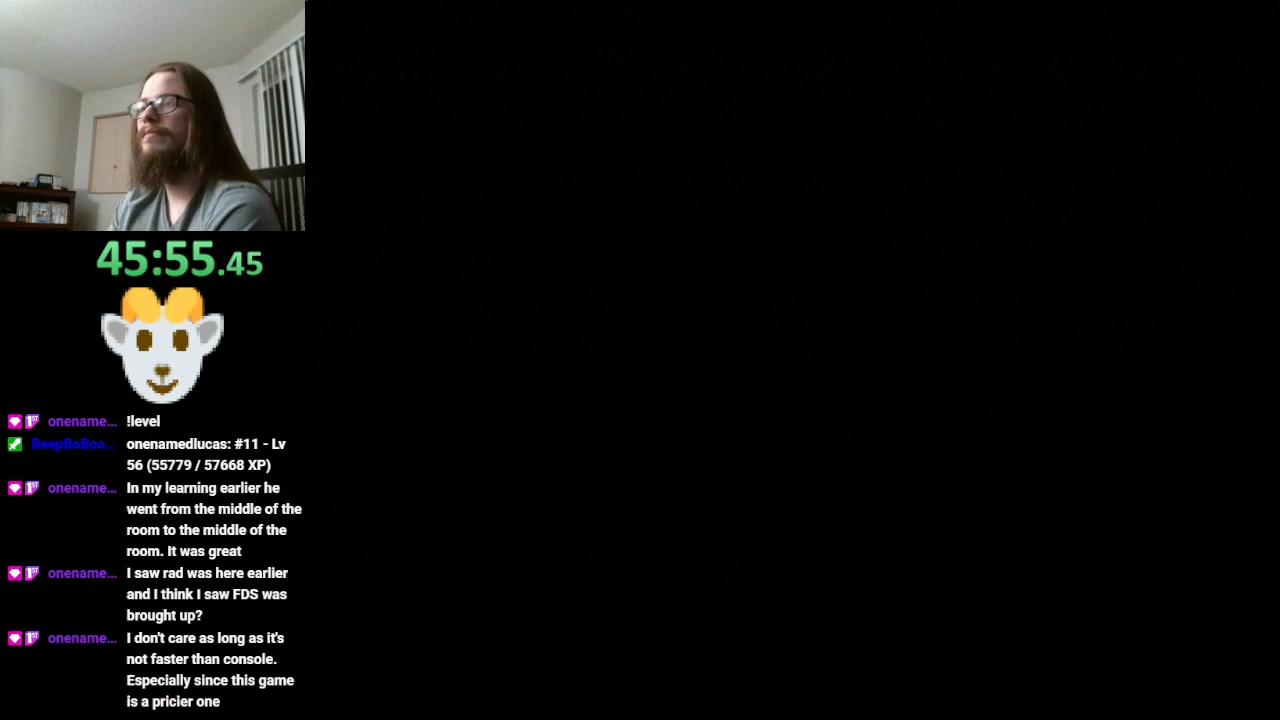 45:55.45
onename... !level
BeepBoBoo... onenamedlucas: #11 - Lv
56 (55779 / 57668 XP)
onename... In my learning earlier he
went from the middle of the
room to the middle of the
room. It was great
onename... I saw rad was here earlier
and I think I saw FDS was
brought up?
onename... I don't care as long as it's
not faster than console.
Especially since this game
is a pricier one